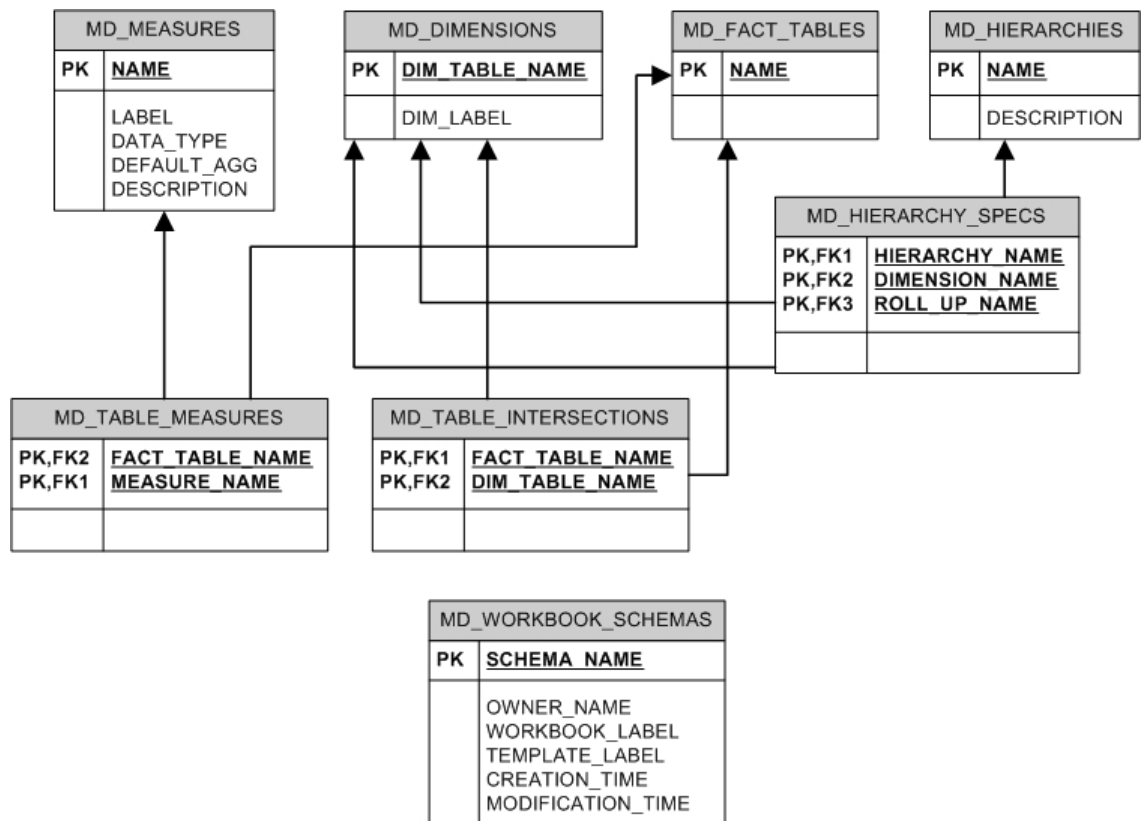 MD_MEASURES
PK NAME
LABEL
DATA_TYPE
DEFAULT_AGG
DESCRIPTION
MD_DIMENSIONS
PK DIM_TABLE_NAME
DIM_LABEL
MD_FACT_TABLES
PK NAME
MD_HIERARCHIES
PK NAME
DESCRIPTION
MD_HIERARCHY_SPECS
PK,FK1 HIERARCHY_NAME
PK,FK2 DIMENSION_NAME
PK,FK3 ROLL_UP_NAME
MD_TABLE_MEASURES
PK,FK2 FACT_TABLE_NAME
PK,FK1 MEASURE_NAME
MD_TABLE_INTERSECTIONS
PK,FK1 FACT_TABLE_NAME
PK,FK2 DIM_TABLE_NAME
MD_WORKBOOK_SCHEMAS
PK SCHEMA_NAME
OWNER_NAME
WORKBOOK_LABEL
TEMPLATE_LABEL
CREATION_TIME
MODIFICATION_TIME